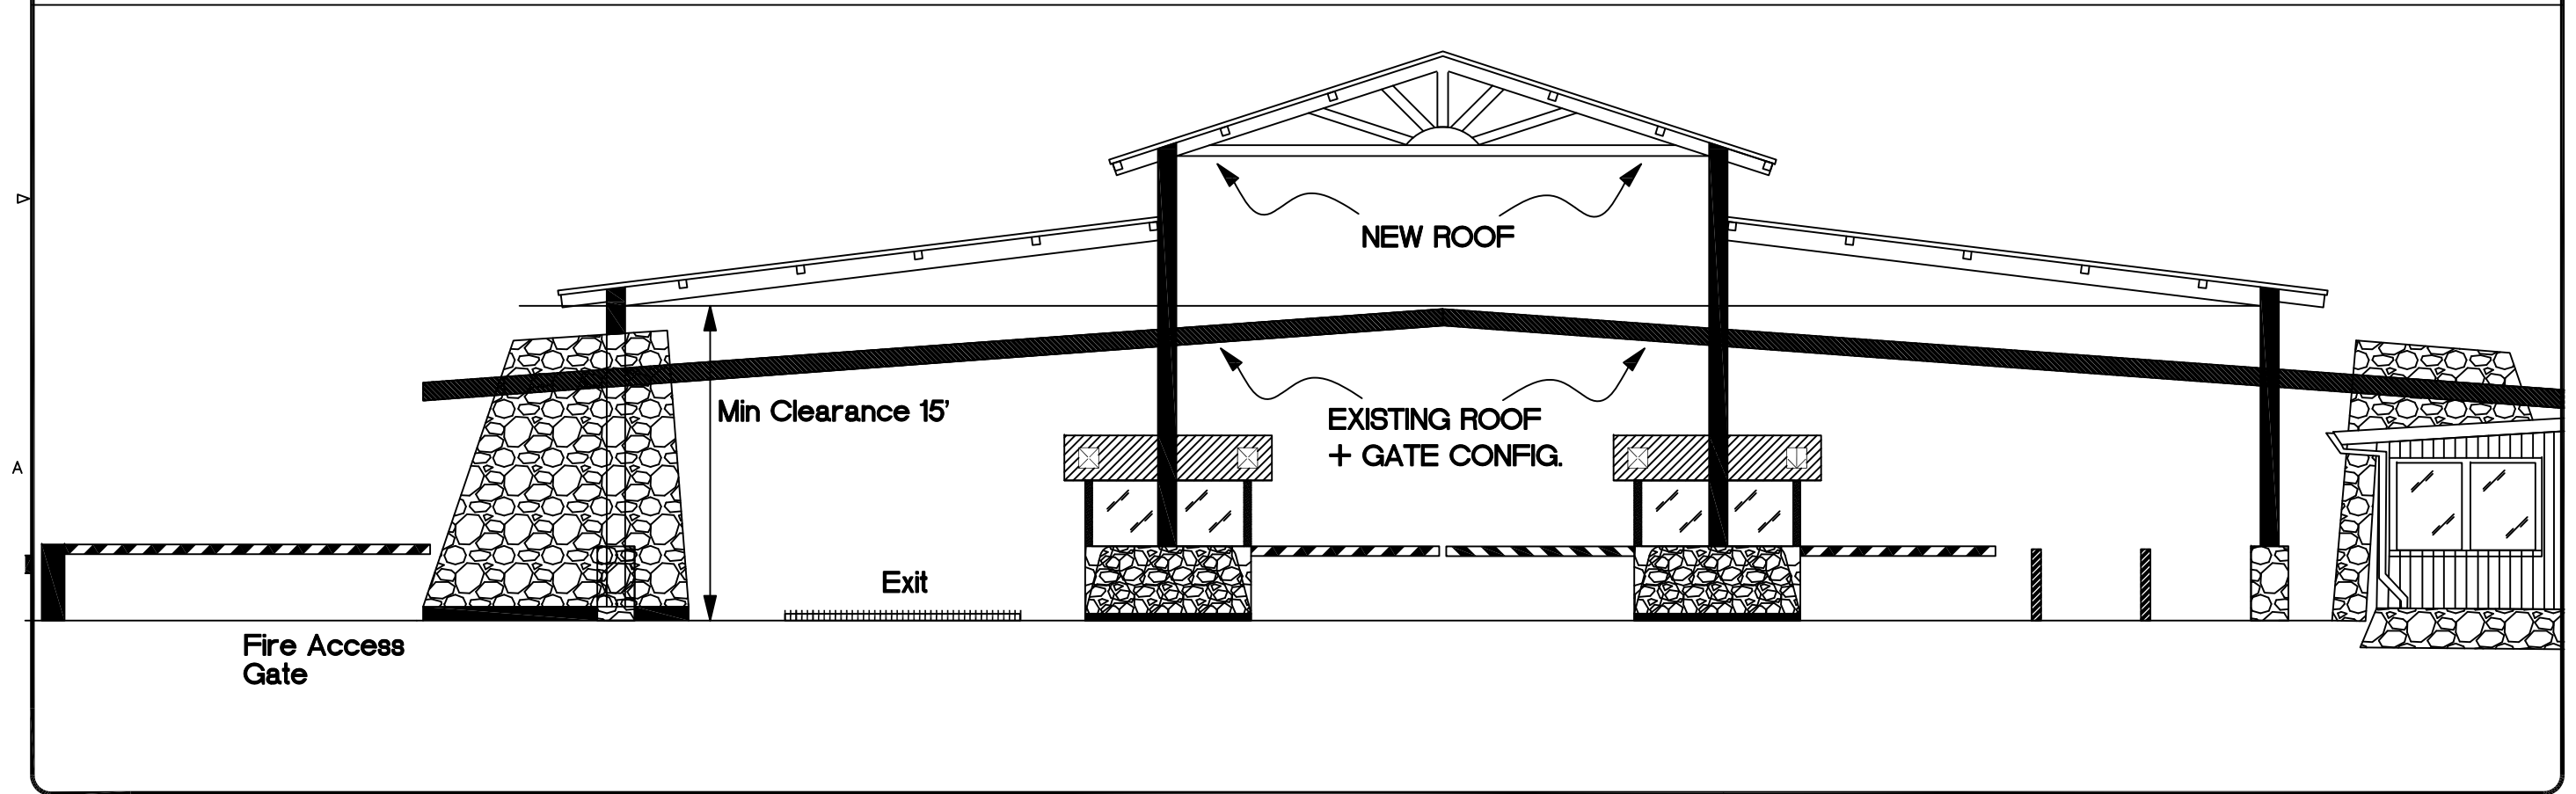 NEW ROOF
Min Clearance 15'
EXISTING ROOF
+ GATE CONFIG.
A
Exit
Fire Access
Gate